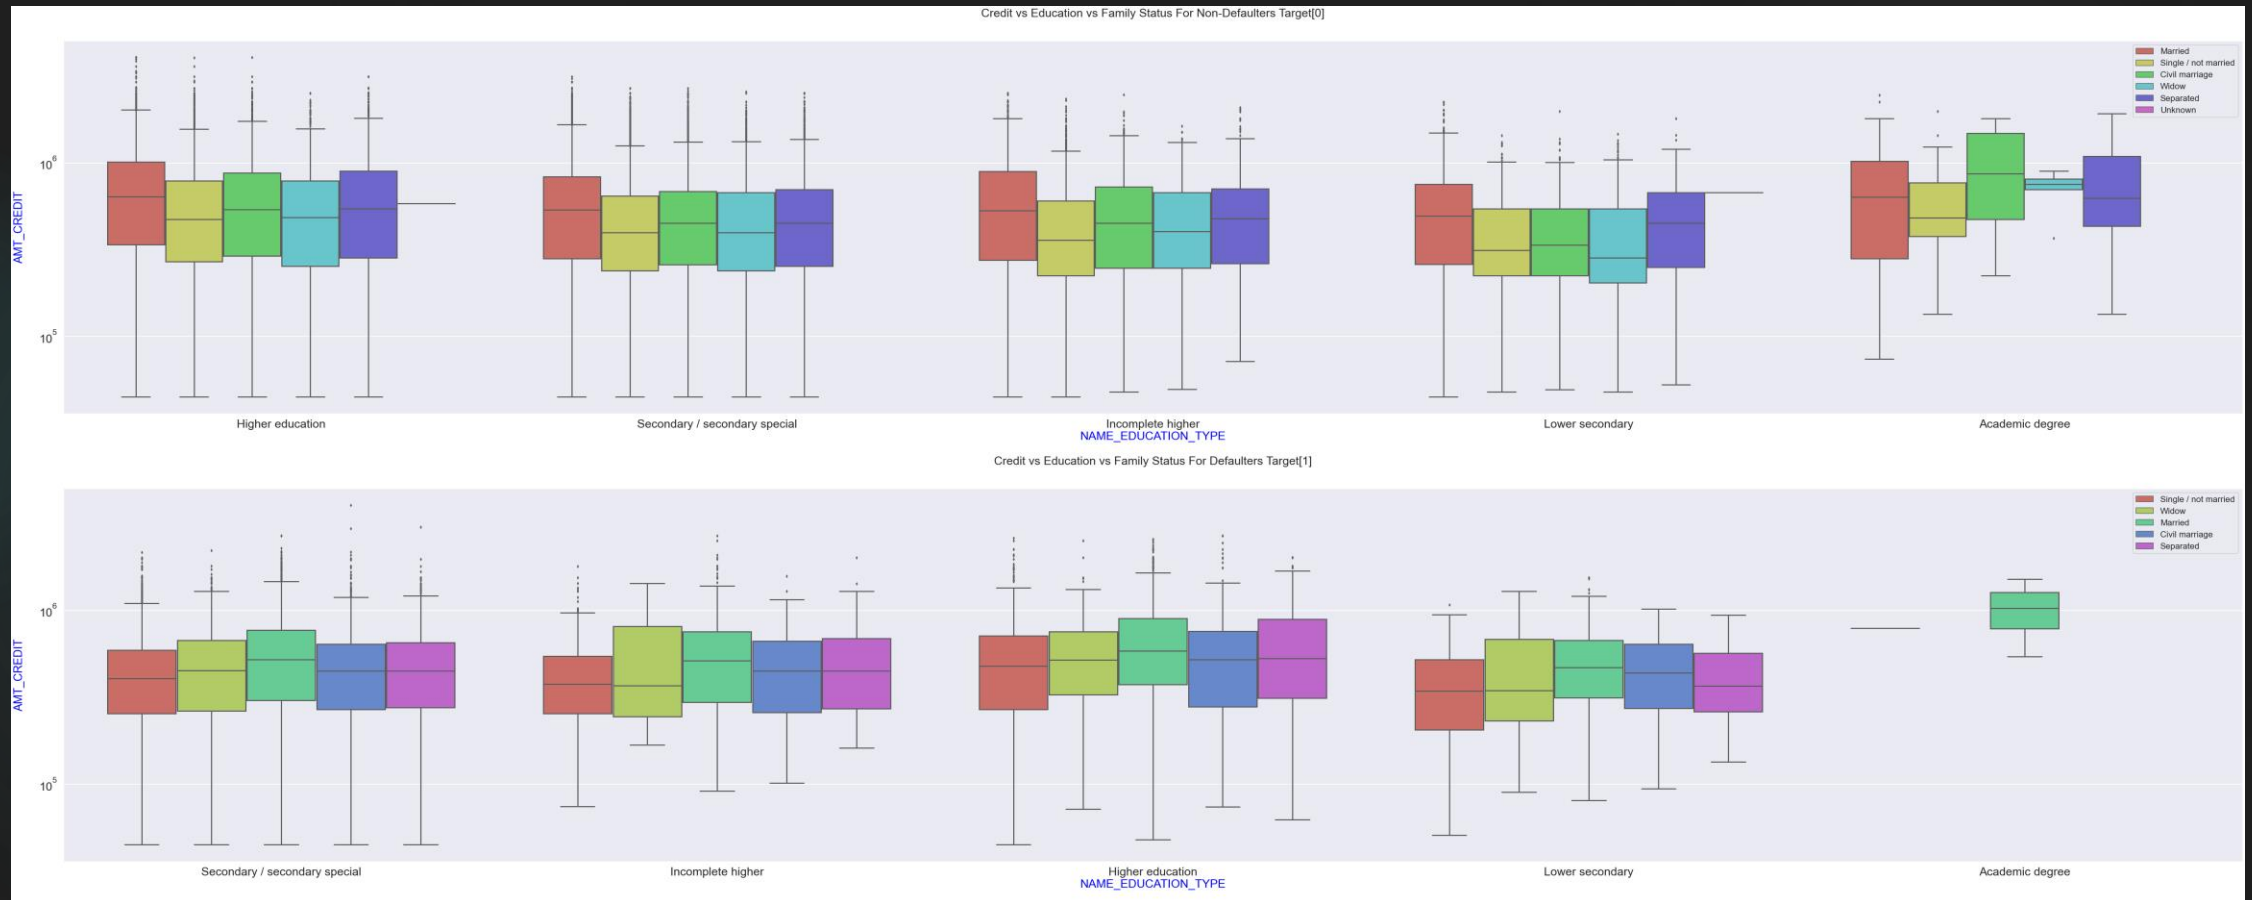 Credit vs Education vs Family Status For Non-Defaulters Target[0]
Married
Single / not married
Civil marriage
Widow
Separated
Unknown
10^6
10^5
AMT_CREDIT
Higher education
Secondary / secondary special
Incomplete higher
Lower secondary
Academic degree
NAME_EDUCATION_TYPE
Credit vs Education vs Family Status For Defaulters Target[1]
Single / not married
Widow
Married
Civil marriage
Separated
10^6
10^5
AMT_CREDIT
Secondary / secondary special
Incomplete higher
Higher education
Lower secondary
Academic degree
NAME_EDUCATION_TYPE